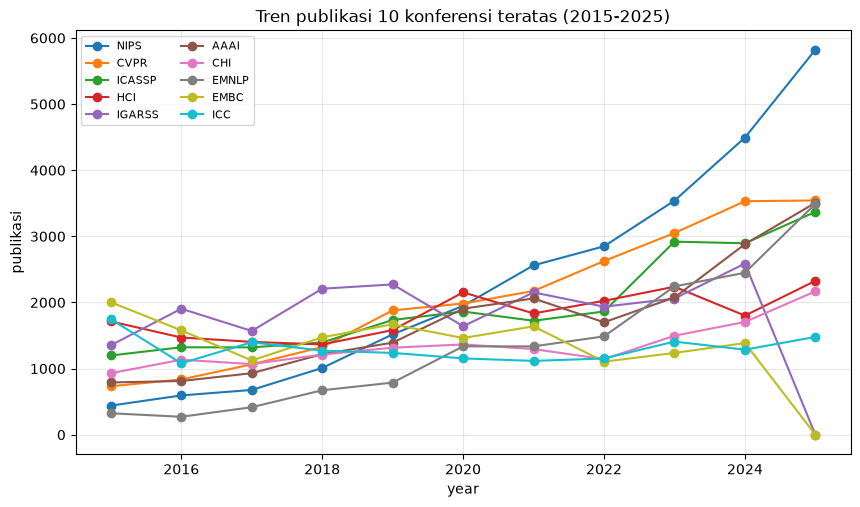 Tren publikasi 10 konferensi teratas (2015-2025)
NIPS
CVPR
ICASSP
HCI
IGARSS
AAAI
CHI
EMNLP
EMBC
ICC
publikasi
6000
5000
4000
3000
2000
1000
0
2016
2018
2020
2022
2024
year